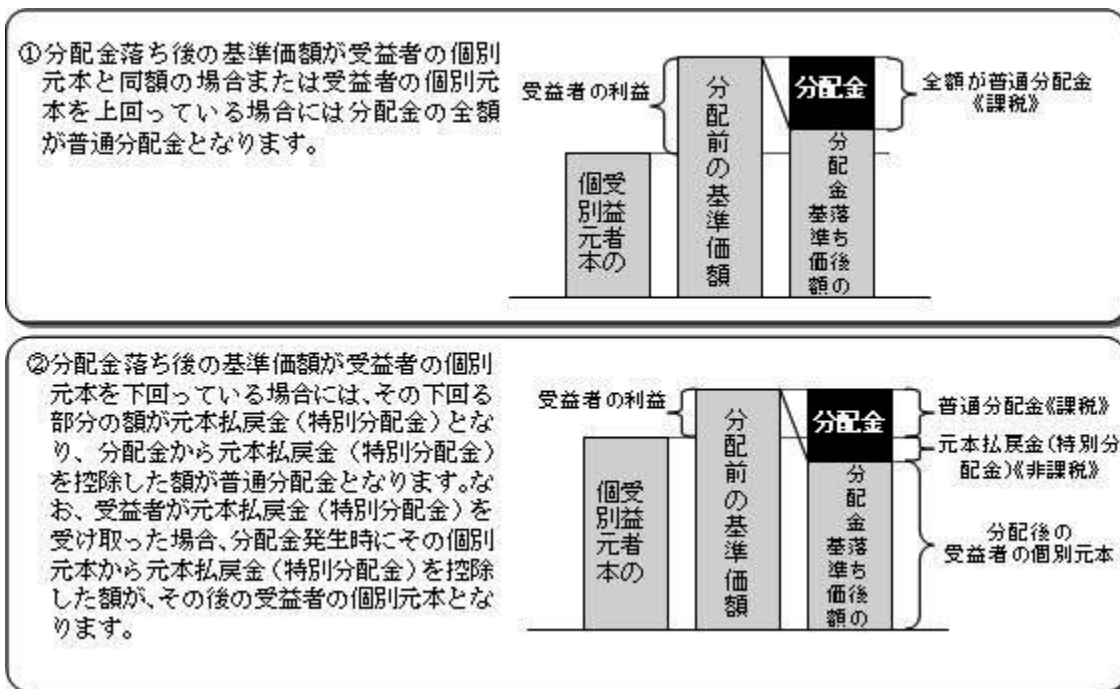 ①分配金落ち後の基準価額が受益者の個別
元本と同額の場合または受益者の個別元
本を上回っている場合には分配金の全額
が普通分配金となります。
受益者の利益
受益者の
個別元本
分配前の基準価額
分配金
分配金落ち後の
基準価額
全額が普通分配金
《課税》
②分配金落ち後の基準価額が受益者の個別
元本を下回っている場合には、その下回る
部分の額が元本払戻金(特別分配金)とな
り、分配金から元本払戻金(特別分配金)
を控除した額が普通分配金となります。な
お、受益者が元本払戻金(特別分配金)を
受け取った場合、分配金発生時にその個別
元本から元本払戻金(特別分配金)を控除
した額が、その後の受益者の個別元本とな
ります。
受益者の利益
受益者の
個別元本
分配前の基準価額
分配金
分配金落ち後の
基準価額
普通分配金《課税》
元本払戻金(特別分
配金)《非課税》
分配後の
受益者の個別元本